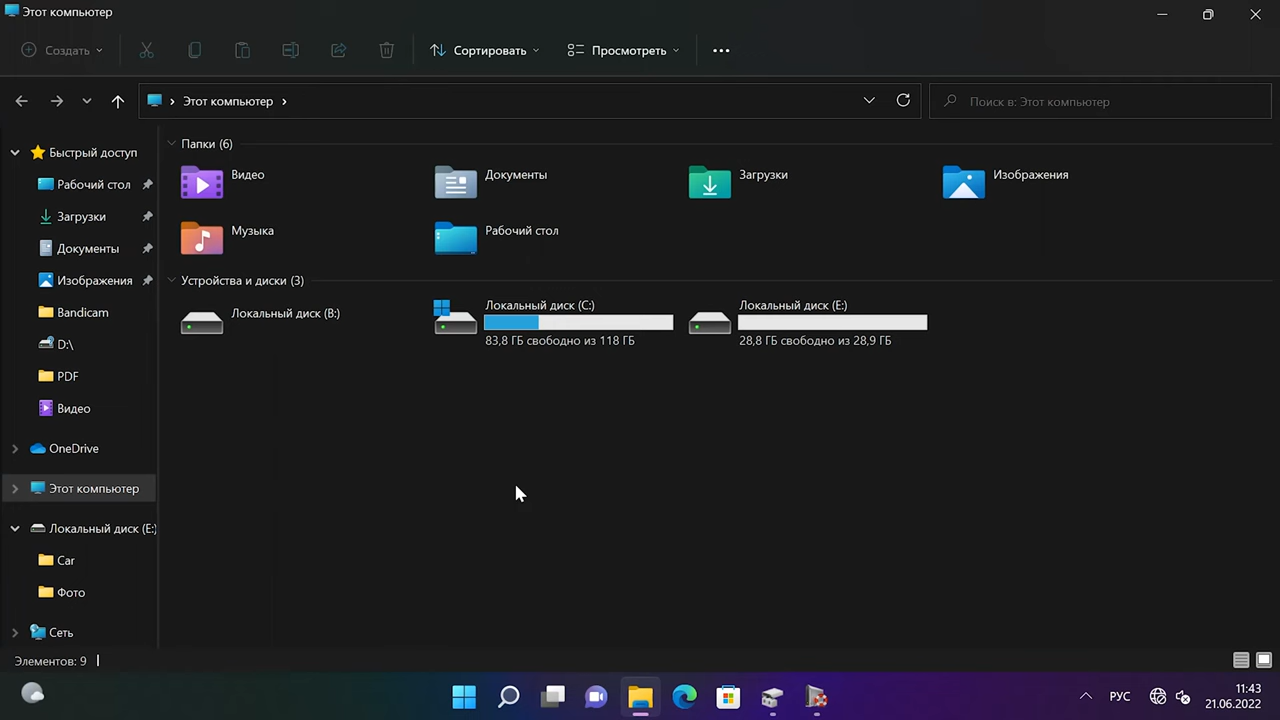 Этот компьютер
Создать
Сортировать
Просмотреть
Этот компьютер
Поиск в: Этот компьютер
Быстрый доступ
Рабочий стол
Загрузки
Документы
Изображения
Bandicam
D:\
PDF
Видео
OneDrive
Этот компьютер
Локальный диск (E:)
Car
Фото
Сеть
Папки (6)
Видео
Документы
Загрузки
Изображения
Музыка
Рабочий стол
Устройства и диски (3)
Локальный диск (B:)
Локальный диск (C:)
83,8 ГБ свободно из 118 ГБ
Локальный диск (E:)
28,8 ГБ свободно из 28,9 ГБ
Элементов: 9
РУС
11:43
21.06.2022